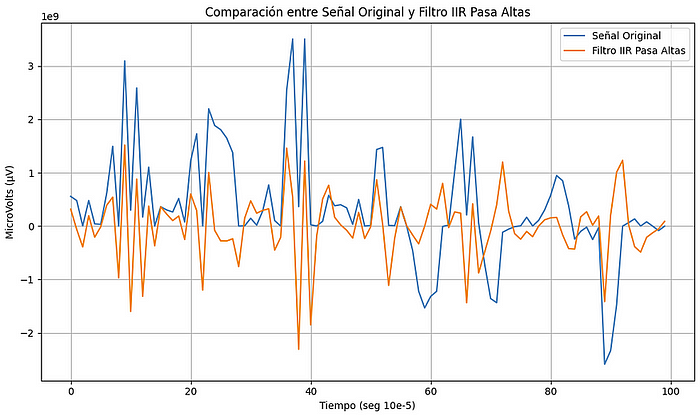 Comparación entre Señal Original y Filtro IIR Pasa Altas
1e9
Señal Original
Filtro IIR Pasa Altas
3
2
1
0
−1
−2
MicroVolts (µV)
0 20 40 60 80 100
Tiempo (seg 10e-5)